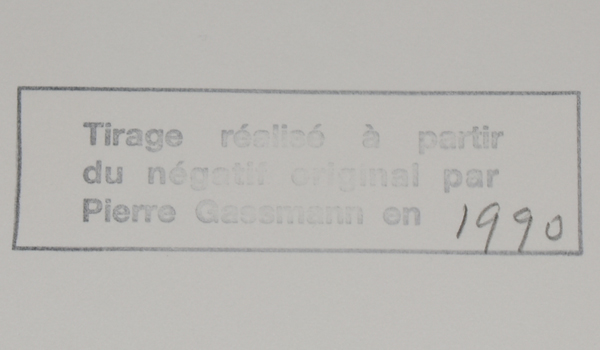 Tirage réalisé à partir
du négatif original par
Pierre Gassmann en 1990